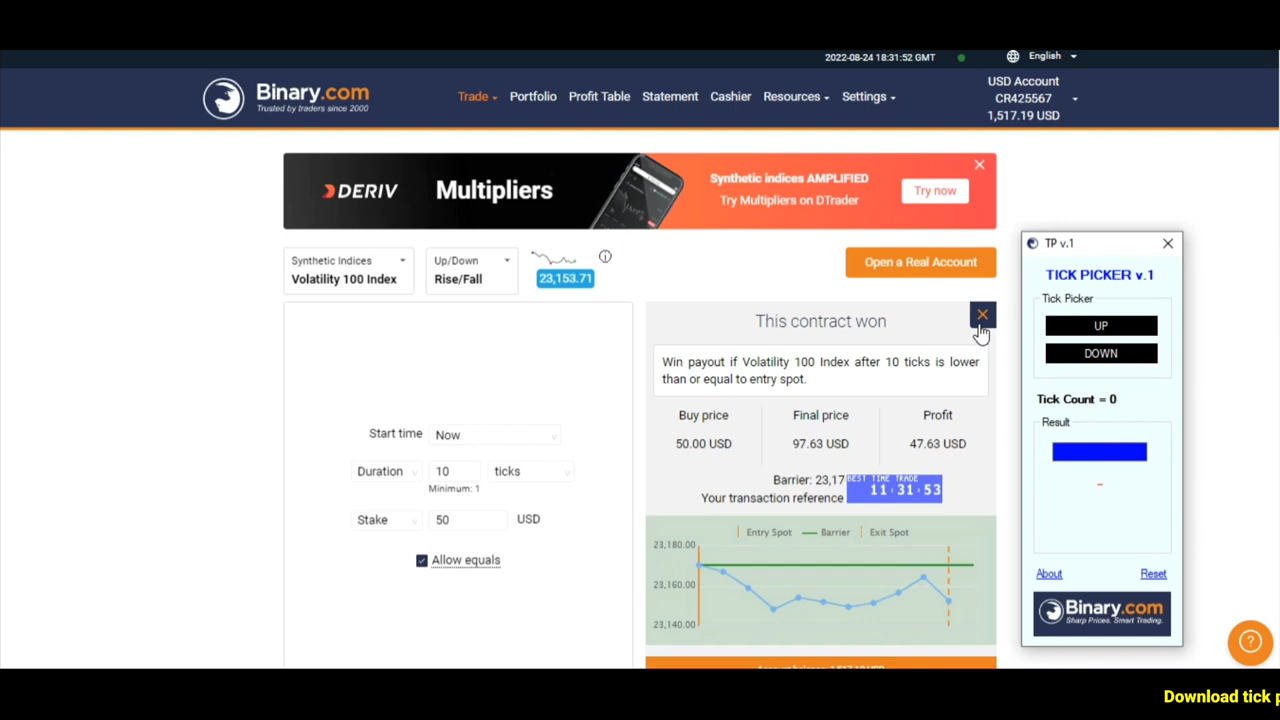 2022-08-24 18:31:52 GMT
English
Binary.com
Trusted by traders since 2000
Trade Portfolio Profit Table Statement Cashier Resources Settings
USD Account
CR425567
1,517.19 USD
DERIV Multipliers
Synthetic indices AMPLIFIED
Try Multipliers on DTrader
Try now
Synthetic Indices
Volatility 100 Index
Up/Down
Rise/Fall
23,153.71
Open a Real Account
Start time Now
Duration 10 ticks
Minimum: 1
Stake 50 USD
Allow equals
This contract won
Win payout if Volatility 100 Index after 10 ticks is lower
than or equal to entry spot.
Buy price Final price Profit
50.00 USD 97.63 USD 47.63 USD
Barrier: 23,17
Your transaction reference
BEST TIME TRADE
11:31:53
Entry Spot Barrier Exit Spot
23,180.00
23,160.00
23,140.00
Account balance: 1,517.19 USD
TP v.1
TICK PICKER v.1
Tick Picker
UP
DOWN
Tick Count = 0
Result
About Reset
Binary.com
Sharp Prices. Smart Trading.
Download tick p